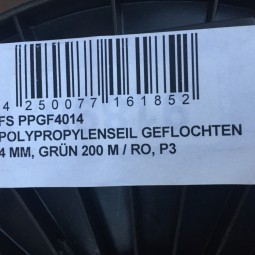 4 250077 161852
FS PPGF4014
POLYPROPYLENSEIL GEFLOCHTEN
4 MM, GRÜN 200 M / RO, P3